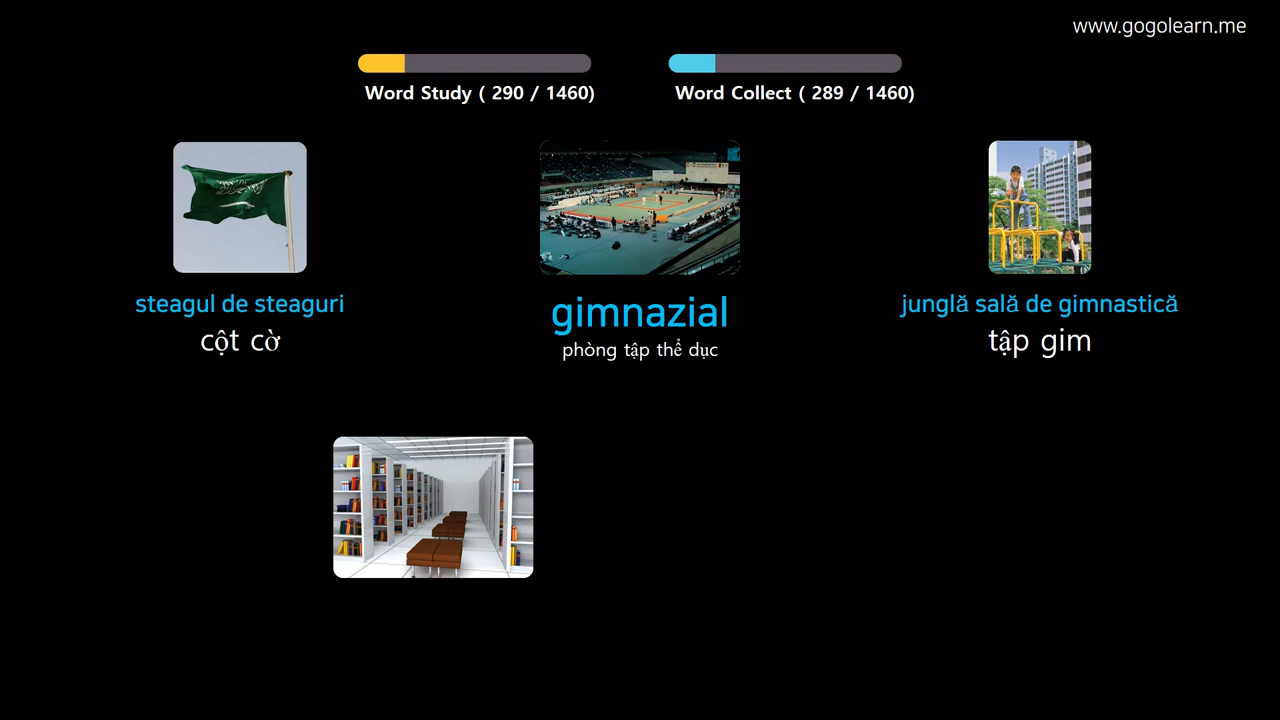 www.gogolearn.me
Word Study ( 290 / 1460)
Word Collect ( 289 / 1460)
steagul de steaguri
cột cờ
gimnazial
phòng tập thể dục
junglă sală de gimnastică
tập gim